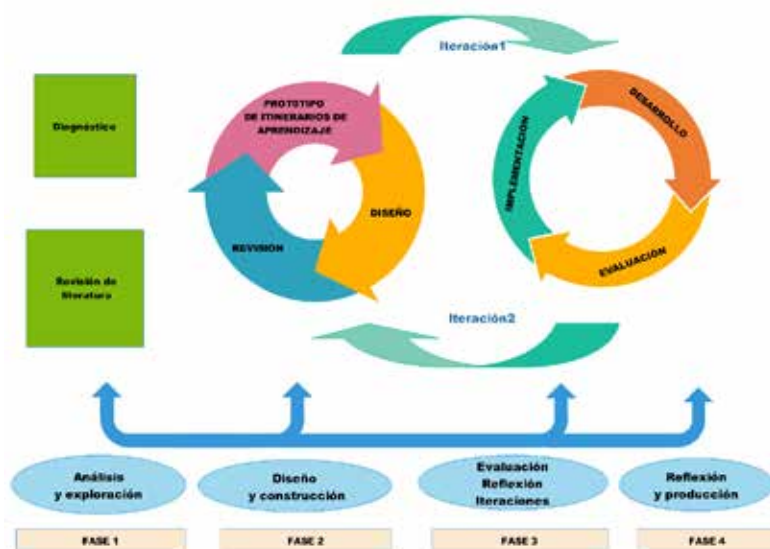 Iteración1
Diagnóstico
PROTOTIPO
DE ITINERARIOS DE
APRENDIZAJE
DISEÑO
REVISIÓN
IMPLEMENTACIÓN
DESARROLLO
EVALUACIÓN
Revisión de
literatura
Iteración2
Análisis
y exploración
Diseño
y construcción
Evaluación
Reflexión
Iteraciones
Reflexión
y producción
FASE 1
FASE 2
FASE 3
FASE 4